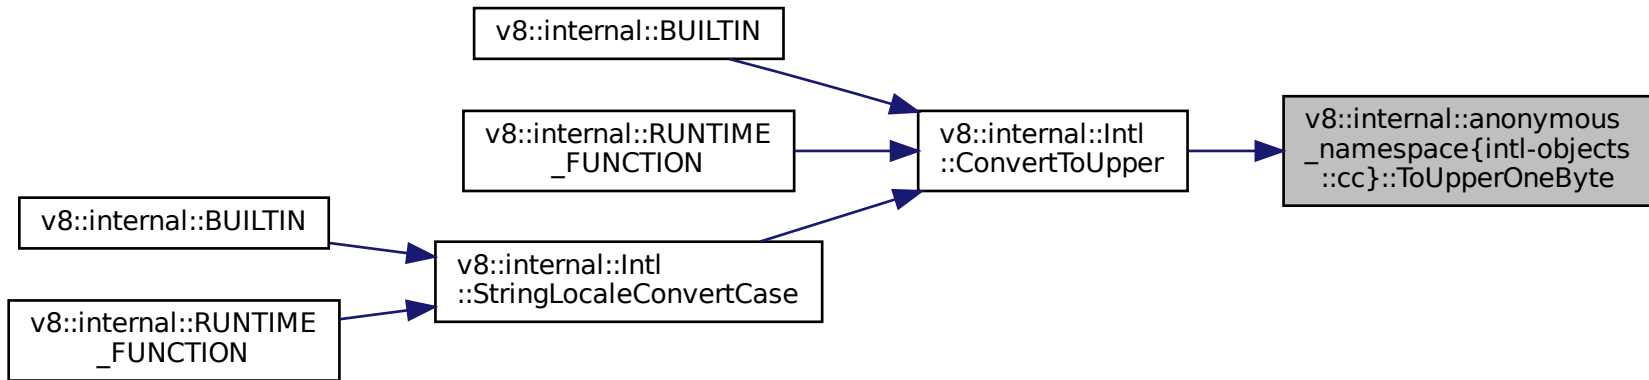 v8::internal::BUILTIN
v8::internal::RUNTIME
_FUNCTION
v8::internal::BUILTIN
v8::internal::RUNTIME
_FUNCTION
v8::internal::Intl
::StringLocaleConvertCase
v8::internal::Intl
::ConvertToUpper
v8::internal::anonymous
_namespace{intl-objects
::cc}::ToUpperOneByte